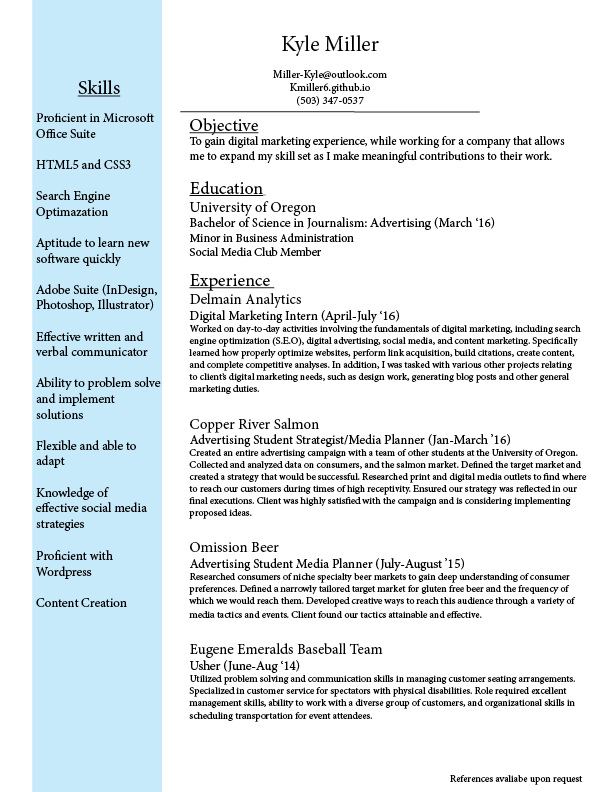 Kyle Miller
Miller-Kyle@outlook.com
Kmiller6.github.io
(503) 347-0537
Skills
Proficient in Microsoft
Office Suite
HTML5 and CSS3
Search Engine
Optimazation
Aptitude to learn new
software quickly
Adobe Suite (InDesign,
Photoshop, Illustrator)
Effective written and
verbal communicator
Ability to problem solve
and implement
solutions
Flexible and able to
adapt
Knowledge of
effective social media
strategies
Proficient with
Wordpress
Content Creation
Objective
To gain digital marketing experience, while working for a company that allows
me to expand my skill set as I make meaningful contributions to their work.
Education
University of Oregon
Bachelor of Science in Journalism: Advertising (March ‘16)
Minor in Business Administration
Social Media Club Member
Experience
Delmain Analytics
Digital Marketing Intern (April-July ‘16)
Worked on day-to-day activities involving the fundamentals of digital marketing, including search
engine optimization (S.E.O), digital advertising, social media, and content marketing. Specifically
learned how properly optimize websites, perform link acquisition, build citations, create content,
and complete competitive analyses. In addition, I was tasked with various other projects relating
to client’s digital marketing needs, such as design work, generating blog posts and other general
marketing duties.
Copper River Salmon
Advertising Student Strategist/Media Planner (Jan-March ’16)
Created an entire advertising campaign with a team of other students at the University of Oregon.
Collected and analyzed data on consumers, and the salmon market. Defined the target market and
created a strategy that would be successful. Researched print and digital media outlets to find where
to reach our customers during times of high receptivity. Ensured our strategy was reflected in our
final executions. Client was highly satisfied with the campaign and is considering implementing
proposed ideas.
Omission Beer
Advertising Student Media Planner (July-August ’15)
Researched consumers of niche specialty beer markets to gain deep understanding of consumer
preferences. Defined a narrowly tailored target market for gluten free beer and the frequency of
which we would reach them. Developed creative ways to reach this audience through a variety of
media tactics and events. Client found our tactics attainable and effective.
Eugene Emeralds Baseball Team
Usher (June-Aug ‘14)
Utilized problem solving and communication skills in managing customer seating arrangements.
Specialized in customer service for spectators with physical disabilities. Role required excellent
management skills, ability to work with a diverse group of customers, and organizational skills in
scheduling transportation for event attendees.
References avaliabe upon request